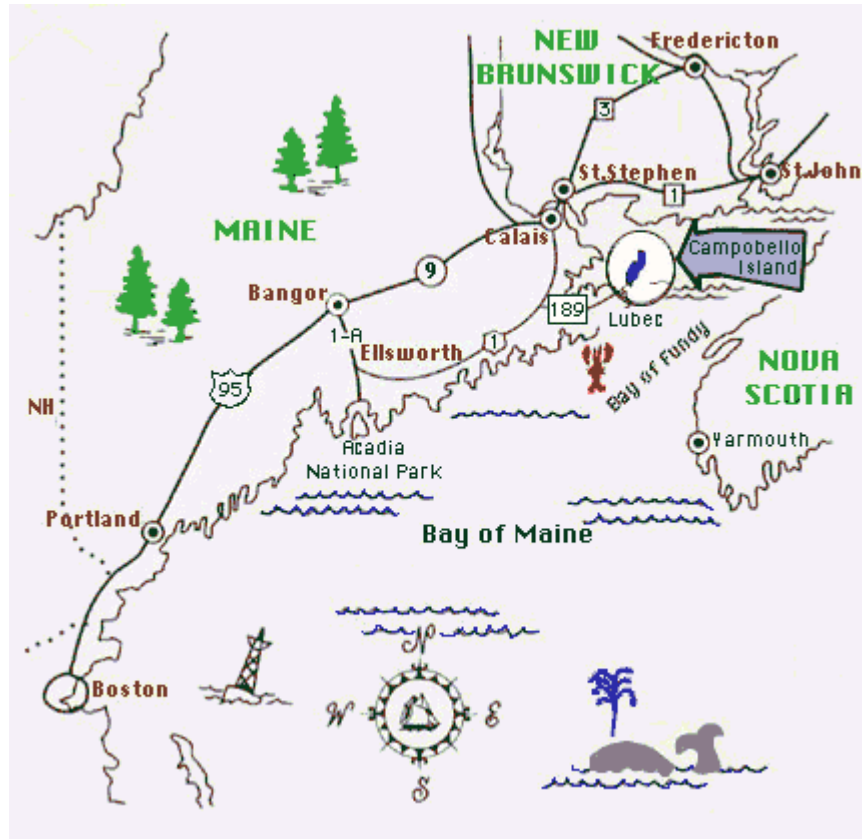 NEW
BRUNSWICK
Fredericton
3
St.Stephen
1
St.John
MAINE
Calais
Campobello
Island
9
Bangor
189
Lubec
1-A
Ellsworth
1
Bay of Fundy
NOVA
SCOTIA
95
NH
Yarmouth
Acadia
National Park
Portland
Bay of Maine
N
Boston
W
E
S